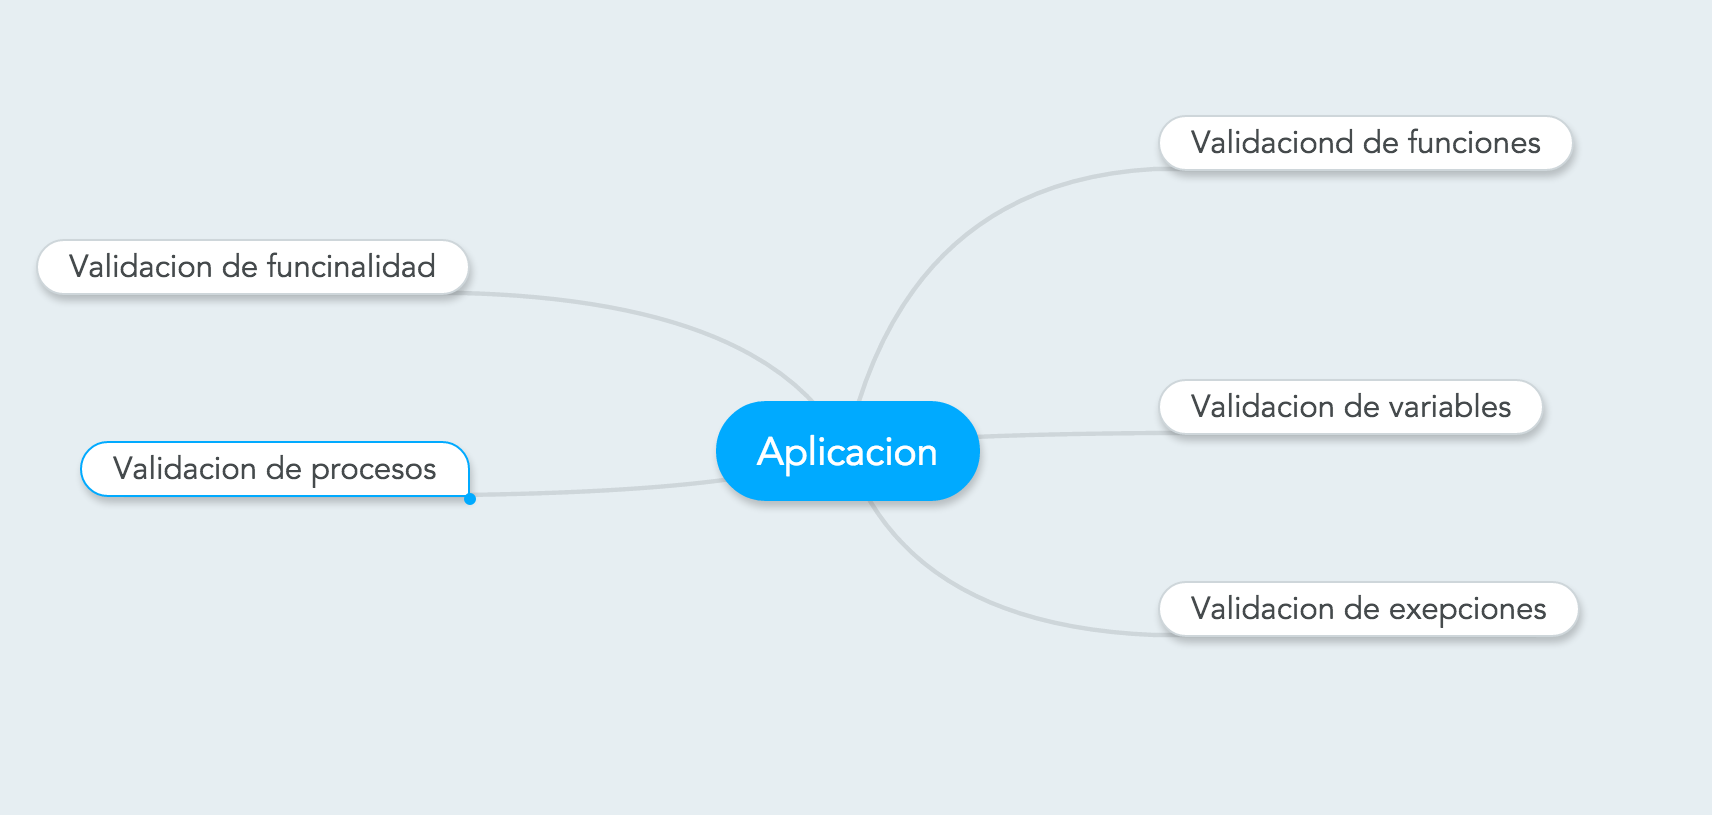 Validaciond de funciones
Validacion de funcinalidad
Validacion de variables
Aplicacion
Validacion de procesos
Validacion de exepciones